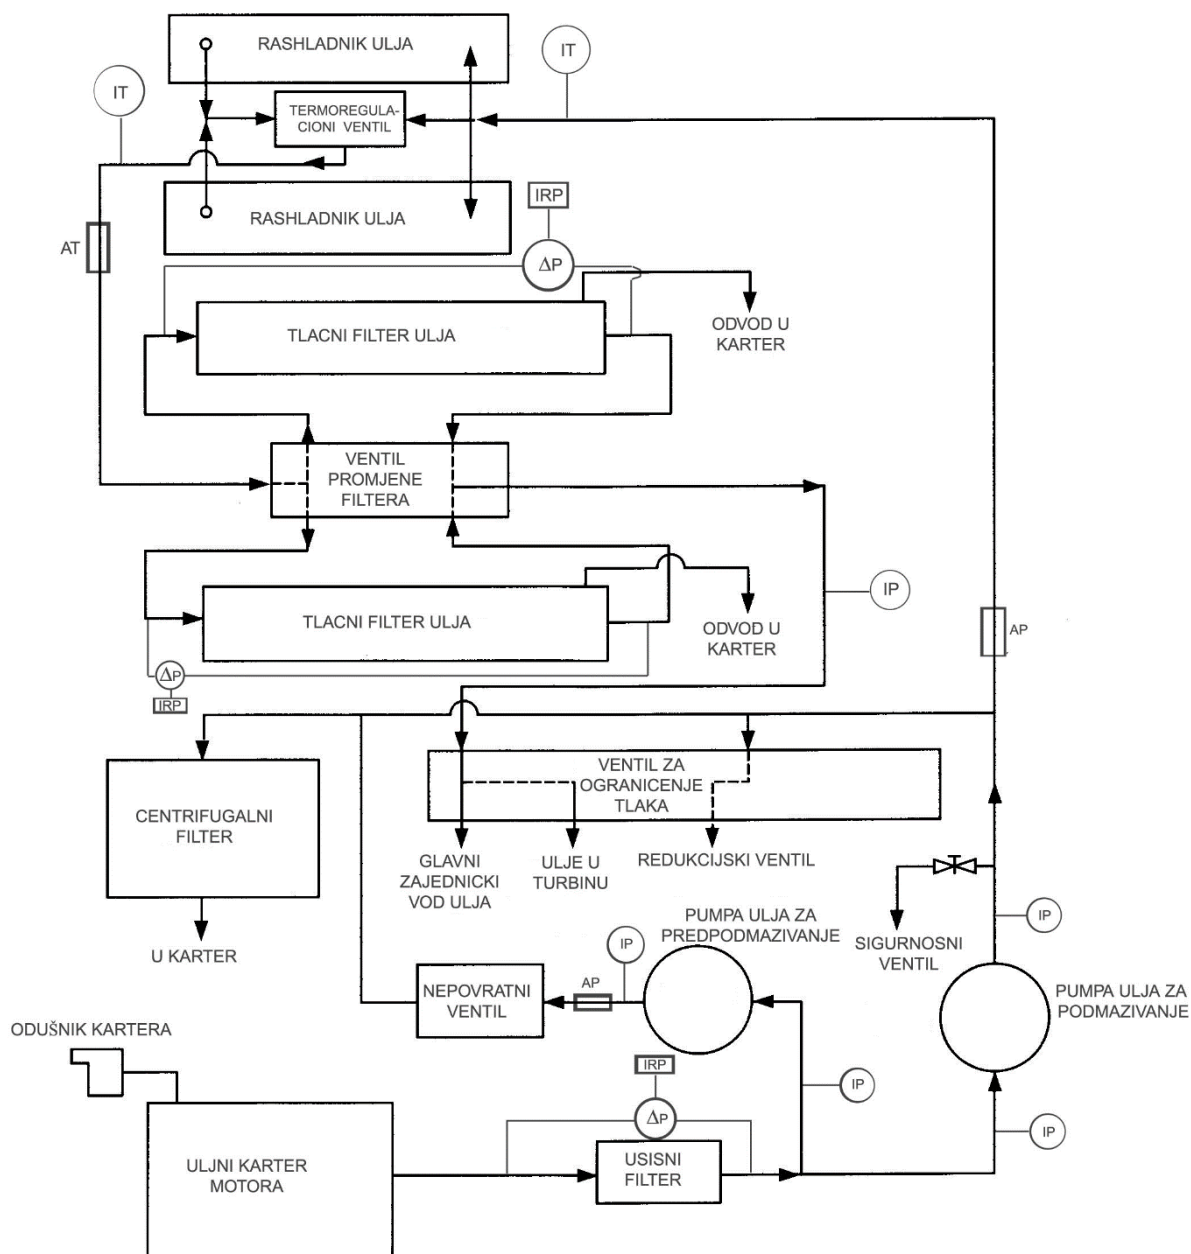 RASHLADNIK ULJA
IT
IT
TERMOREGULA-
CIONI VENTIL
RASHLADNIK ULJA
IRP
AT
ΔP
TLACNI FILTER ULJA
ODVOD U
KARTER
VENTIL
PROMJENE
FILTERA
IP
TLACNI FILTER ULJA
ODVOD U
KARTER
AP
ΔP
IRP
VENTIL ZA
OGRANICENJE
TLAKA
CENTRIFUGALNI
FILTER
GLAVNI
ZAJEDNICKI
VOD ULJA
ULJE U
TURBINU
REDUKCIJSKI VENTIL
IP
SIGURNOSNI
VENTIL
U KARTER
PUMPA ULJA ZA
PREDPODMAZIVANJE
IP
AP
NEPOVRATNI
VENTIL
PUMPA ULJA ZA
PODMAZIVANJE
ODUŠNIK KARTERA
IRP
IP
ΔP
IP
ULJNI KARTER
MOTORA
USISNI
FILTER